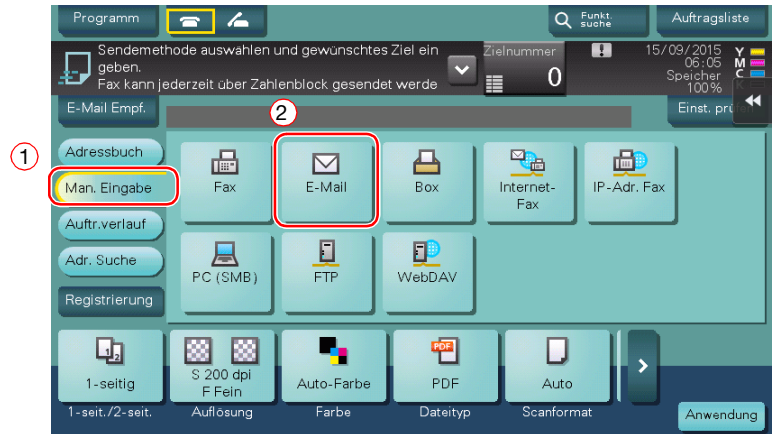 Programm
Funkt.
suche
Auftragsliste
Sendemethode auswählen und gewünschtes Ziel ein
geben.
Fax kann jederzeit über Zahlenblock gesendet werde
Zielnummer
0
15/09/2015
06:05
Speicher
100%
Y
M
C
K
E-Mail Empf.
Einst. prü
1
2
Adressbuch
Man. Eingabe
Auftr.verlauf
Adr. Suche
Registrierung
Fax
E-Mail
Box
Internet-
Fax
IP-Adr. Fax
PC (SMB)
FTP
WebDAV
1-seitig
S 200 dpi
F Fein
Auto-Farbe
PDF
PDF
Auto
1-seit./2-seit.
Auflösung
Farbe
Dateityp
Scanformat
Anwendung